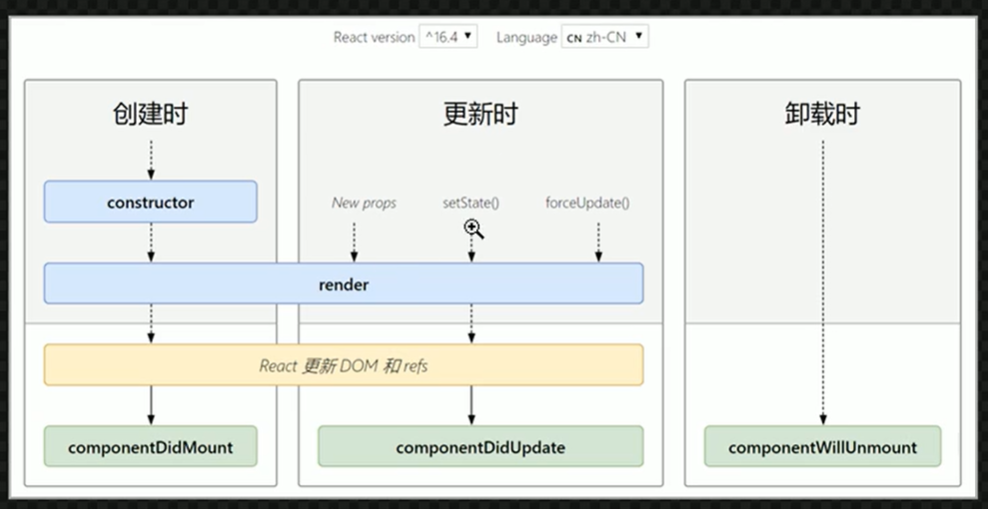 React version ^16.4 Language CN zh-CN
创建时
更新时
卸载时
constructor
New props
setState()
forceUpdate()
render
React 更新 DOM 和 refs
componentDidMount
componentDidUpdate
componentWillUnmount